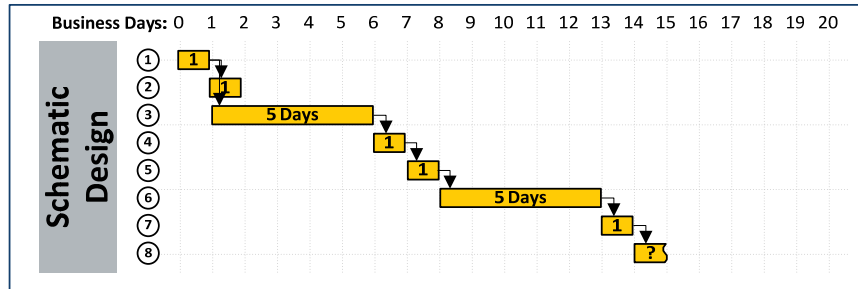 Business Days: 0 1 2 3 4 5 6 7 8 9 10 11 12 13 14 15 16 17 18 19 20
Schematic
Design
1 1
2 1
3 5 Days
4 1
5 1
6 5 Days
7 1
8 ?